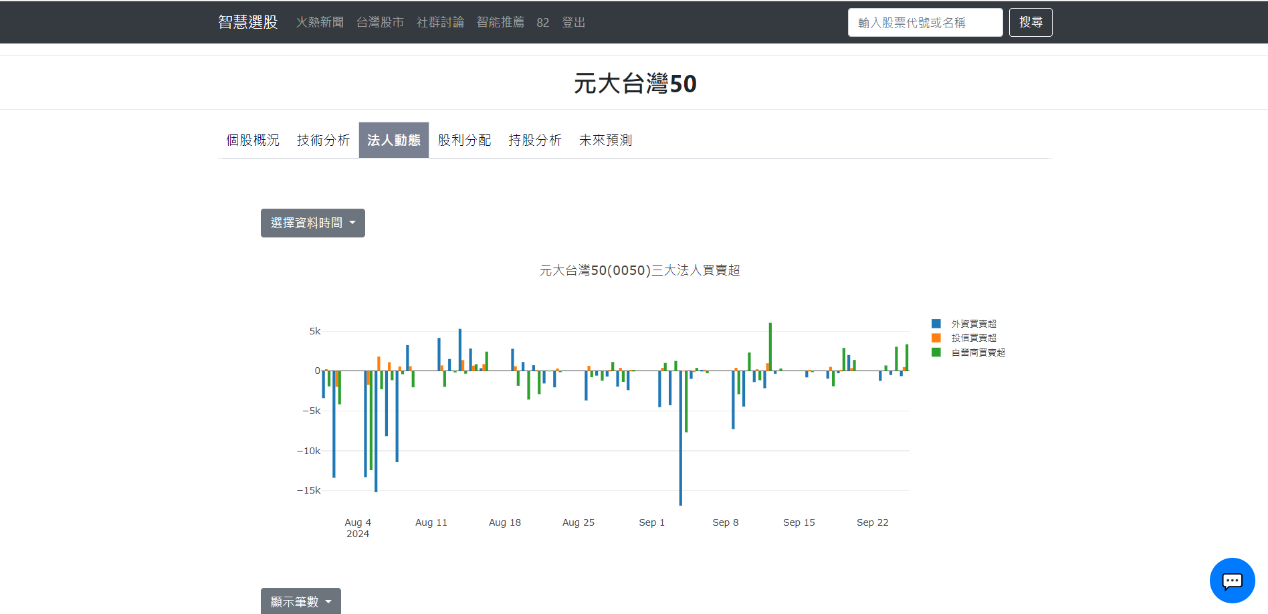 智慧選股 火熱新聞 台灣股市 社群討論 智能推薦 82 登出 輸入股票代號或名稱 搜尋
元大台灣50
個股概況 技術分析 法人動態 股利分配 持股分析 未來預測
選擇資料時間
元大台灣50(0050)三大法人買賣超
外資買賣超
投信買賣超
自營商買賣超
5k
0
−5k
−10k
−15k
Aug 4 Aug 11 Aug 18 Aug 25 Sep 1 Sep 8 Sep 15 Sep 22
2024
顯示筆數